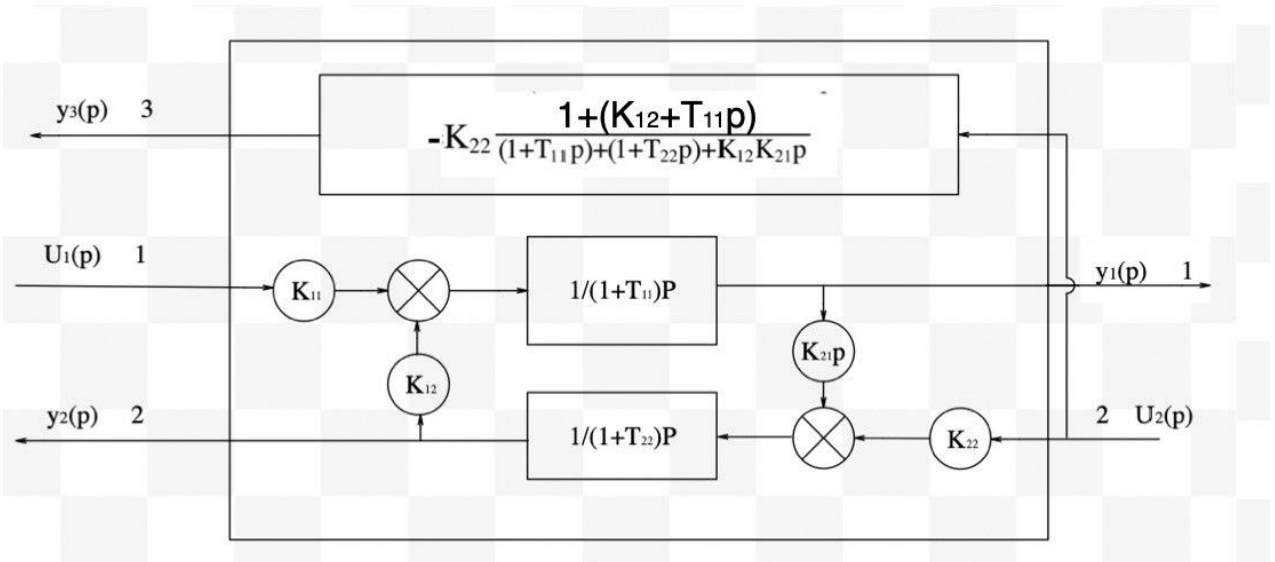 y₃(p) 3
1+(K₁₂+T₁₁p)
-K₂₂
(1+T₁₁p)+(1+T₂₂p)+K₁₂K₂₁p
U₁(p) 1
K₁₁
1/(1+T₁₁)P
y₁(p) 1
K₂₁p
K₁₂
y₂(p) 2
1/(1+T₂₂)P
K₂₂
2 U₂(p)